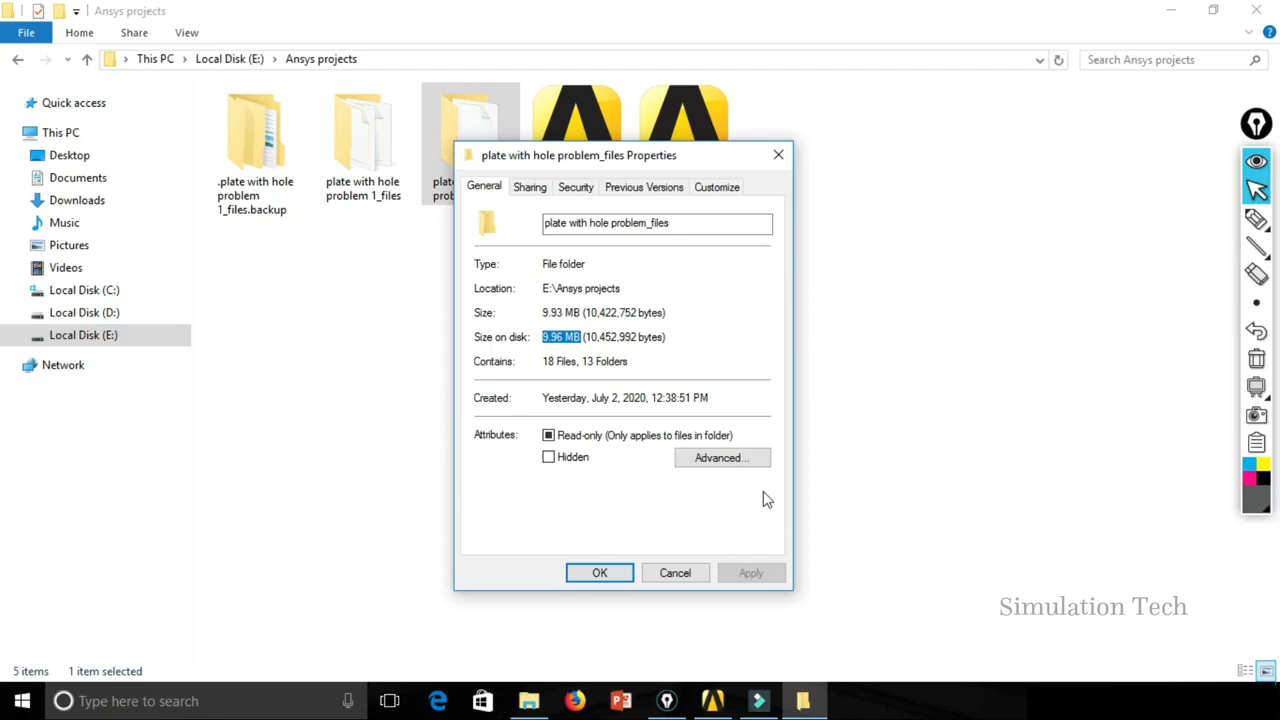 Ansys projects
File
Home
Share
View
This PC
Local Disk (E:)
Ansys projects
Search Ansys projects
Quick access
This PC
Desktop
Documents
Downloads
Music
Pictures
Videos
Local Disk (C:)
Local Disk (D:)
Local Disk (E:)
Network
.plate with hole
problem
1_files.backup
plate with hole
problem 1_files
plate with hole problem_files Properties
General
Sharing
Security
Previous Versions
Customize
plate with hole problem_files
Type:
File folder
Location:
E:\Ansys projects
Size:
9.93 MB (10,422,752 bytes)
Size on disk:
9.96 MB (10,452,992 bytes)
Contains:
18 Files, 13 Folders
Created:
Yesterday, July 2, 2020, 12:38:51 PM
Attributes:
Read-only (Only applies to files in folder)
Hidden
Advanced...
OK
Cancel
Apply
Simulation Tech
5 items
1 item selected
Type here to search